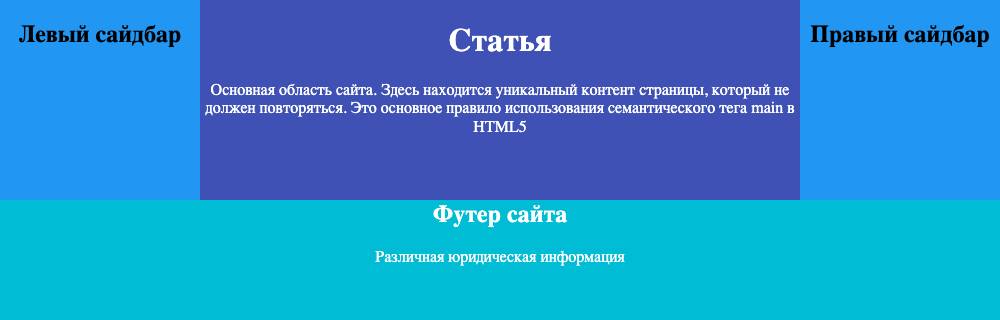 Левый сайдбар
Статья
Основная область сайта. Здесь находится уникальный контент страницы, который не
должен повторяться. Это основное правило использования семантического тега main в
HTML5
Правый сайдбар
Футер сайта
Различная юридическая информация